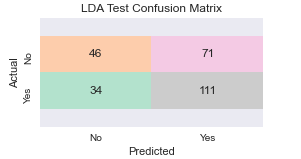 LDA Test Confusion Matrix
Actual
No
46
71
Yes
34
111
No
Yes
Predicted